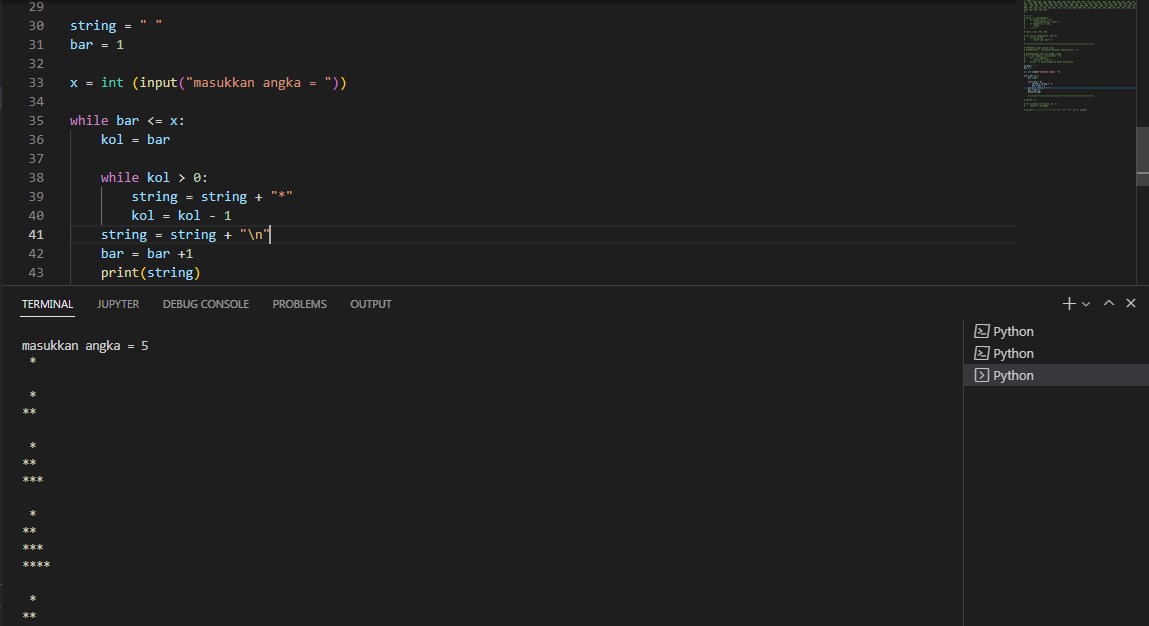 29
30 string = " "
31 bar = 1
32
33 x = int (input("masukkan angka = "))
34
35 while bar <= x:
36     kol = bar
37
38     while kol > 0:
39         string = string + "*"
40         kol = kol - 1
41     string = string + "\n"
42     bar = bar +1
43     print(string)
TERMINAL JUPYTER DEBUG CONSOLE PROBLEMS OUTPUT
masukkan angka = 5
 *

 *
**

 *
**
***

 *
**
***
****

 *
**
Python
Python
Python